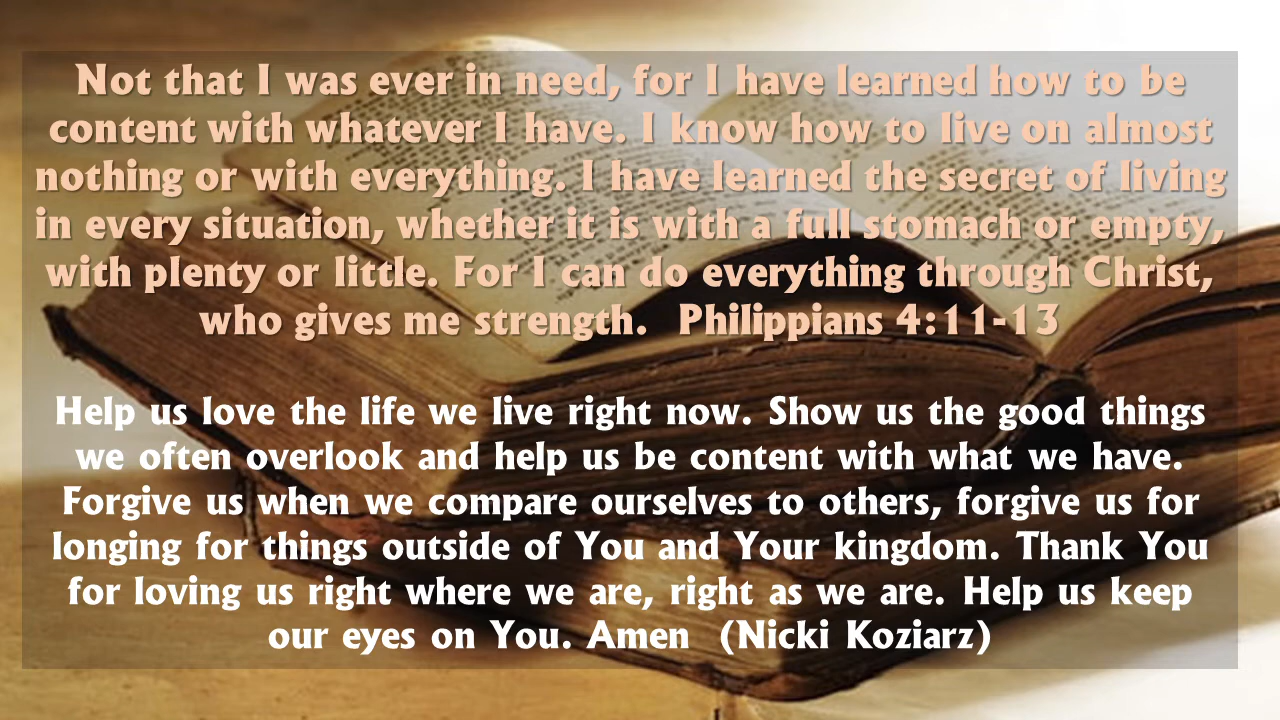 Not that I was ever in need, for I have learned how to be
content with whatever I have. I know how to live on almost
nothing or with everything. I have learned the secret of living
in every situation, whether it is with a full stomach or empty,
with plenty or little. For I can do everything through Christ,
who gives me strength. Philippians 4:11-13
Help us love the life we live right now. Show us the good things
we often overlook and help us be content with what we have.
Forgive us when we compare ourselves to others, forgive us for
longing for things outside of You and Your kingdom. Thank You
for loving us right where we are, right as we are. Help us keep
our eyes on You. Amen (Nicki Koziarz)